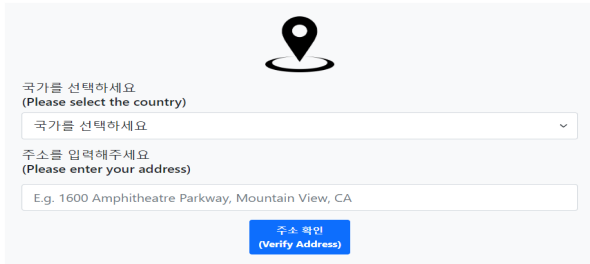 국가를 선택하세요
(Please select the country)
국가를 선택하세요
주소를 입력해주세요
(Please enter your address)
E.g. 1600 Amphitheatre Parkway, Mountain View, CA
주소 확인
(Verify Address)